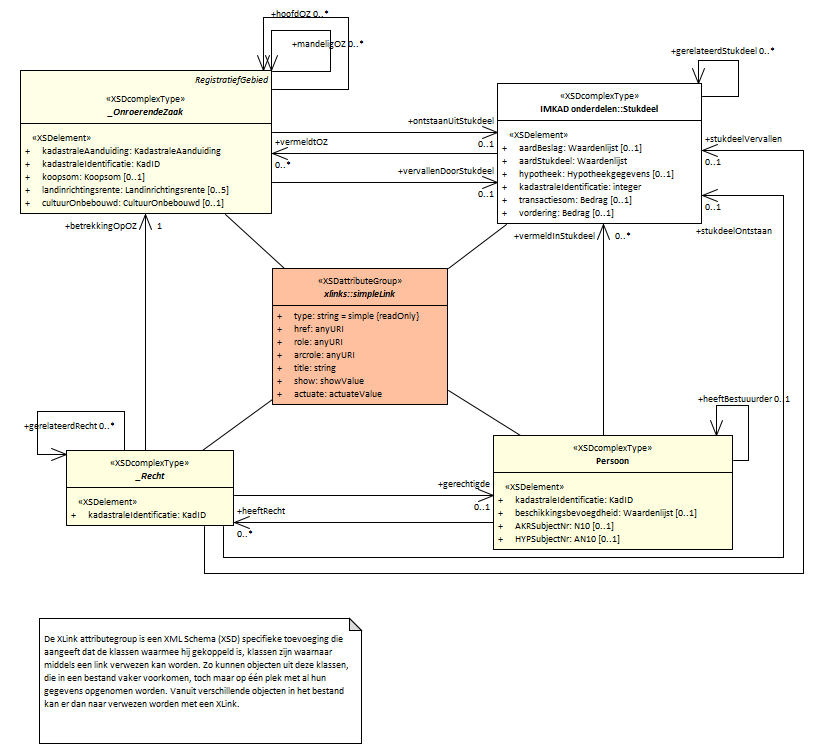 +hoofdOZ 0..*
+mandeligOZ 0..*
RegistratiefGebied
«XSDcomplexType»
_OnroerendeZaak
«XSDelement»
+ kadastraleAanduiding: KadastraleAanduiding
+ kadastraleIdentificatie: KadID
+ koopsom: Koopsom [0..1]
+ landinrichtingsrente: Landinrichtingsrente [0..5]
+ cultuurOnbebouwd: CultuurOnbebouwd [0..1]
+gerelateerdStukdeel 0..*
«XSDcomplexType»
IMKAD onderdelen::Stukdeel
«XSDelement»
+ aardBeslag: Waardenlijst [0..1]
+ aardStukdeel: Waardenlijst
+ hypotheek: Hypotheekgegevens [0..1]
+ kadastraleIdentificatie: integer
+ transactiesom: Bedrag [0..1]
+ vordering: Bedrag [0..1]
+ontstaanUitStukdeel
0..1
+vermeldtOZ
0..*
+vervallenDoorStukdeel
0..1
+stukdeelVervallen
0..1
0..1
+stukdeelOntstaan
+betrekkingOpOZ 1
+vermeldInStukdeel 0..*
«XSDattributeGroup»
xlinks::simpleLink
+ type: string = simple {readOnly}
+ href: anyURI
+ role: anyURI
+ arcrole: anyURI
+ title: string
+ show: showValue
+ actuate: actuateValue
+gerelateerdRecht 0..*
«XSDcomplexType»
_Recht
«XSDelement»
+ kadastraleIdentificatie: KadID
+heeftBestuuurder 0..1
«XSDcomplexType»
Persoon
«XSDelement»
+ kadastraleIdentificatie: KadID
+ beschikkingsbevoegdheid: Waardenlijst [0..1]
+ AKRSubjectNr: N10 [0..1]
+ HYPSubjectNr: AN10 [0..1]
+gerechtigde
0..1
+heeftRecht
0..*
De XLink attributegroup is een XML Schema (XSD) specifieke toevoeging die
aangeeft dat de klassen waarmee hij gekoppeld is, klassen zijn waarnaar
middels een link verwezen kan worden. Zo kunnen objecten uit deze klassen,
die in een bestand vaker voorkomen, toch maar op één plek met al hun
gegevens opgenomen worden. Vanuit verschillende objecten in het bestand
kan er dan naar verwezen worden met een XLink.